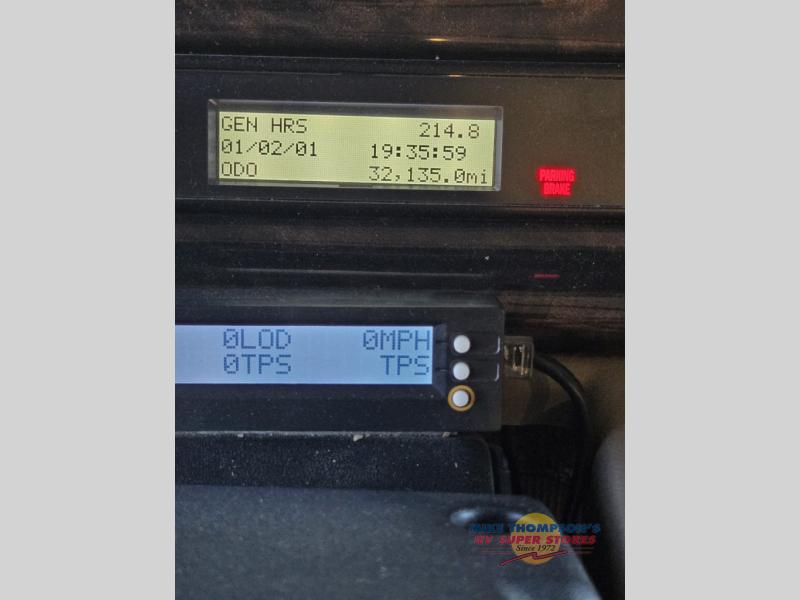 GEN HRS 214.8
01/02/01 19:35:59
ODO 32,135.0mi
PARKING
BRAKE
0LOD 0MPH
0TPS TPS
MIKE THOMPSON'S
RV SUPER STORES
Since 1972